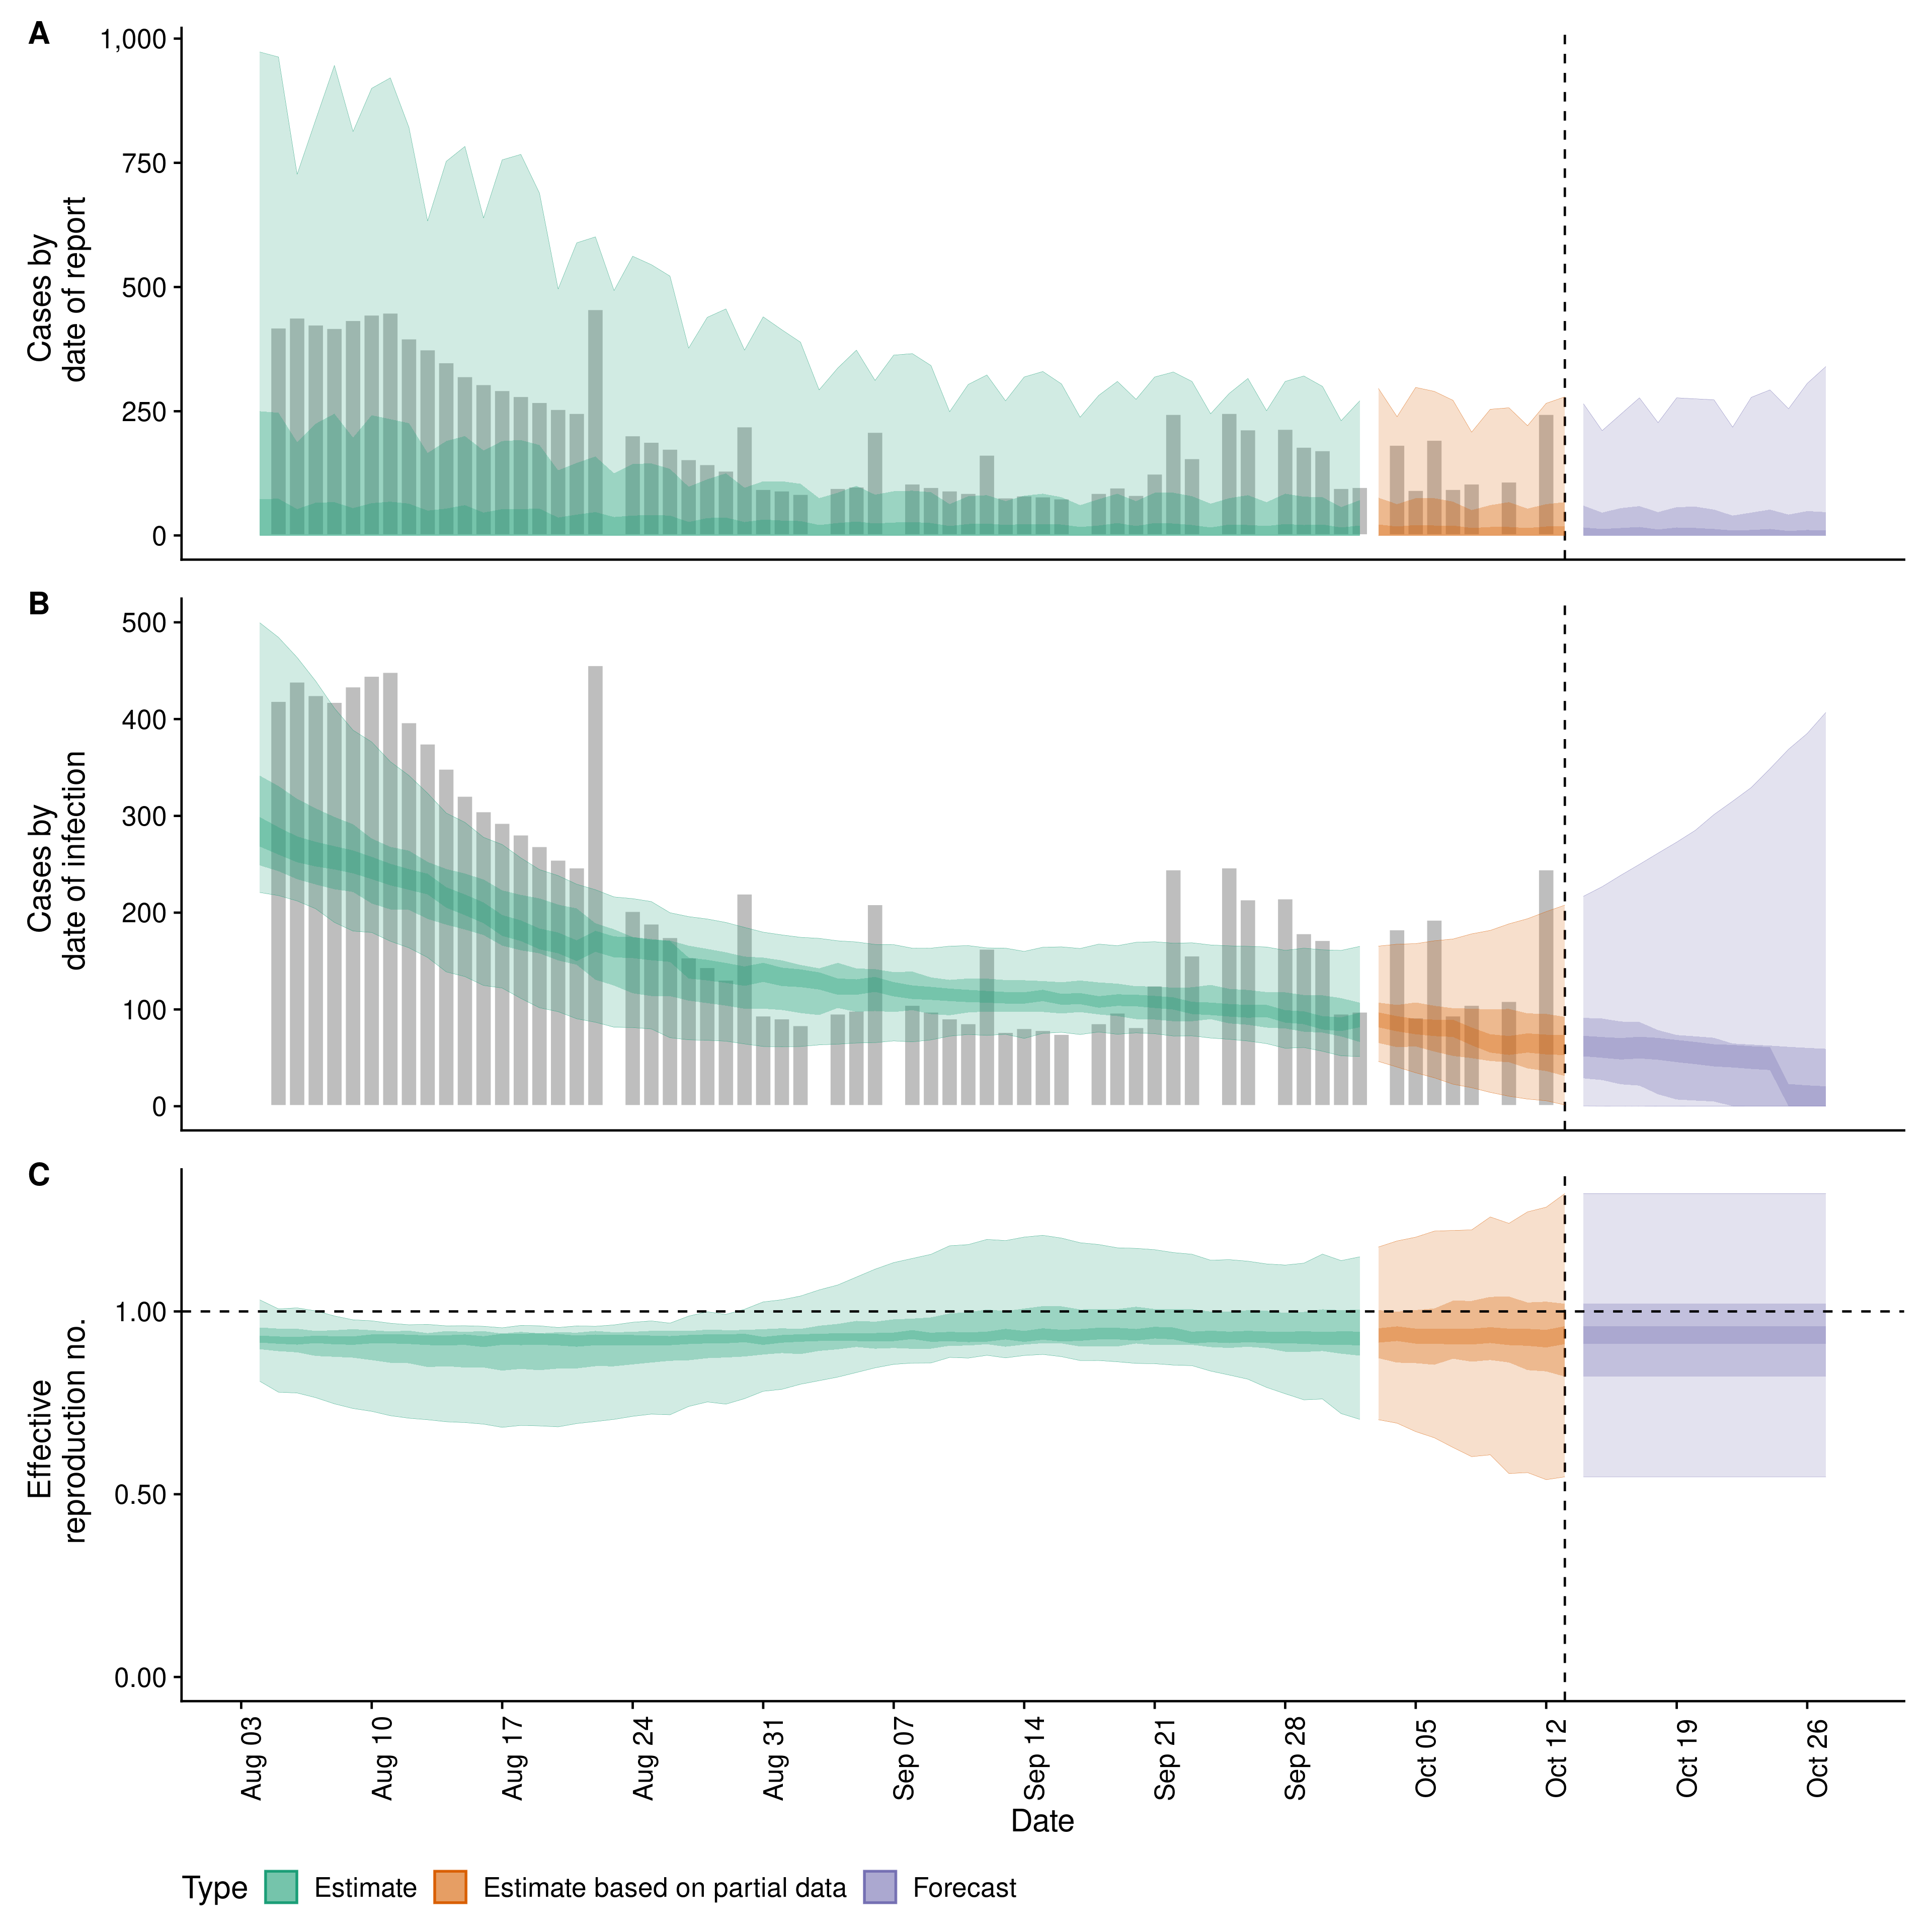 A
Cases by
date of report
1,000
750
500
250
0
B
Cases by
date of infection
500
400
300
200
100
0
C
Effective
reproduction no.
1.00
0.50
0.00
Aug 03
Aug 10
Aug 17
Aug 24
Aug 31
Sep 07
Sep 14
Sep 21
Sep 28
Oct 05
Oct 12
Oct 19
Oct 26
Date
Type Estimate Estimate based on partial data Forecast